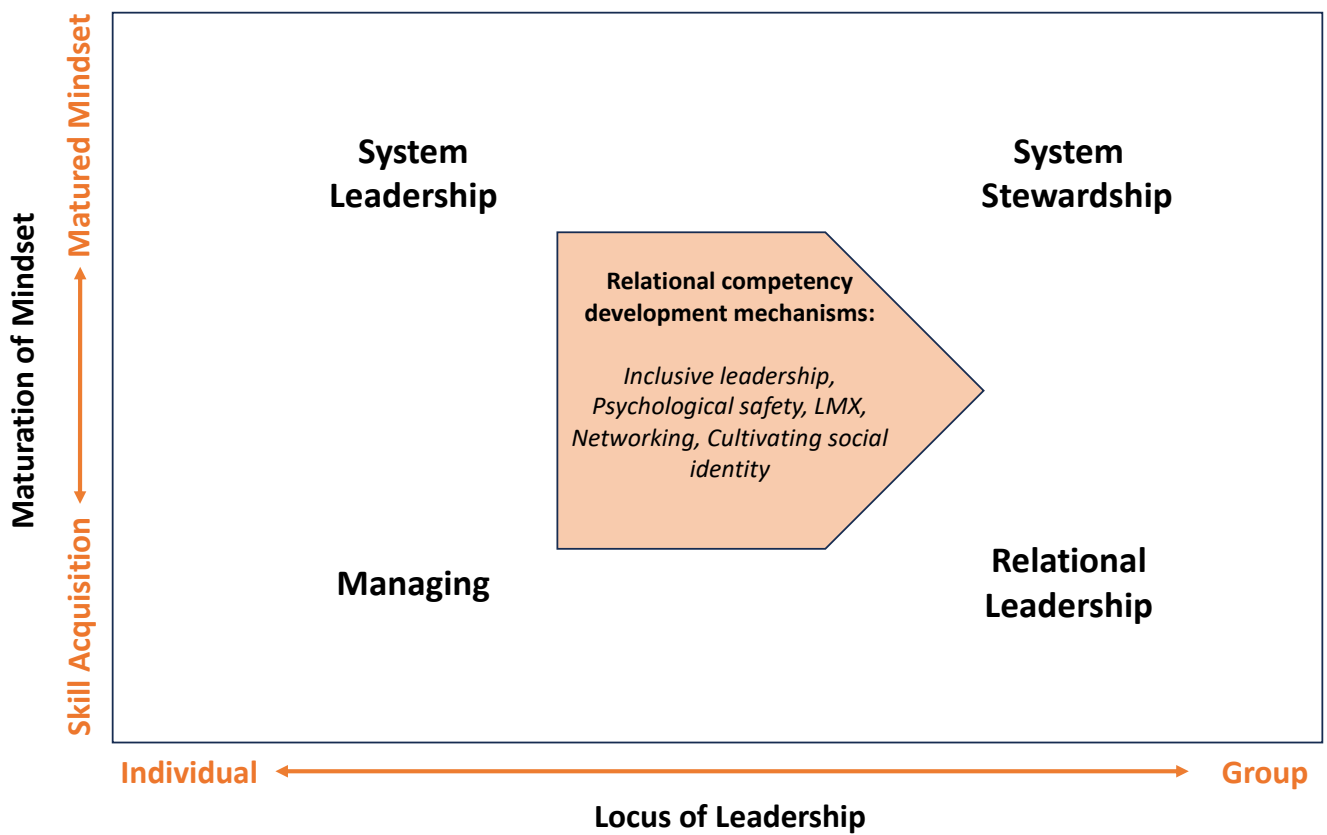 Maturation of Mindset
Matured Mindset
Skill Acquisition
System
Leadership
System
Stewardship
Relational competency
development mechanisms:
Inclusive leadership,
Psychological safety, LMX,
Networking, Cultivating social
identity
Managing
Relational
Leadership
Individual
Group
Locus of Leadership